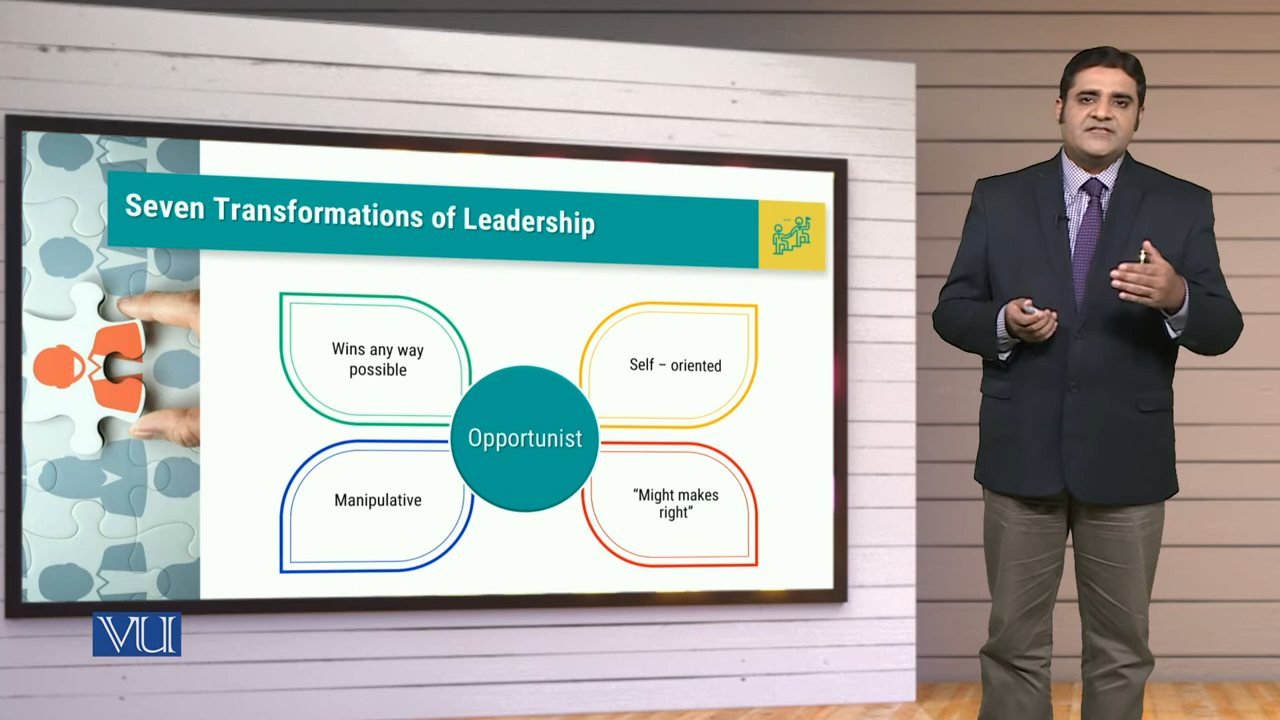 Seven Transformations of Leadership
Wins any way
possible
Self – oriented
Opportunist
Manipulative
“Might makes
right”
VU